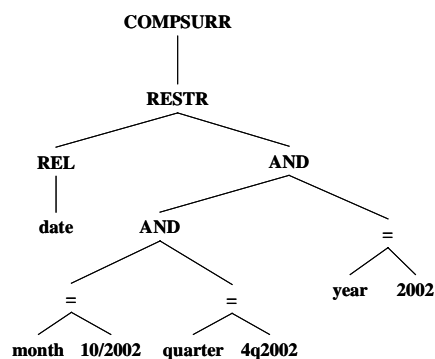 COMPSURR
RESTR
REL AND
date AND =
year 2002
= =
month 10/2002 quarter 4q2002